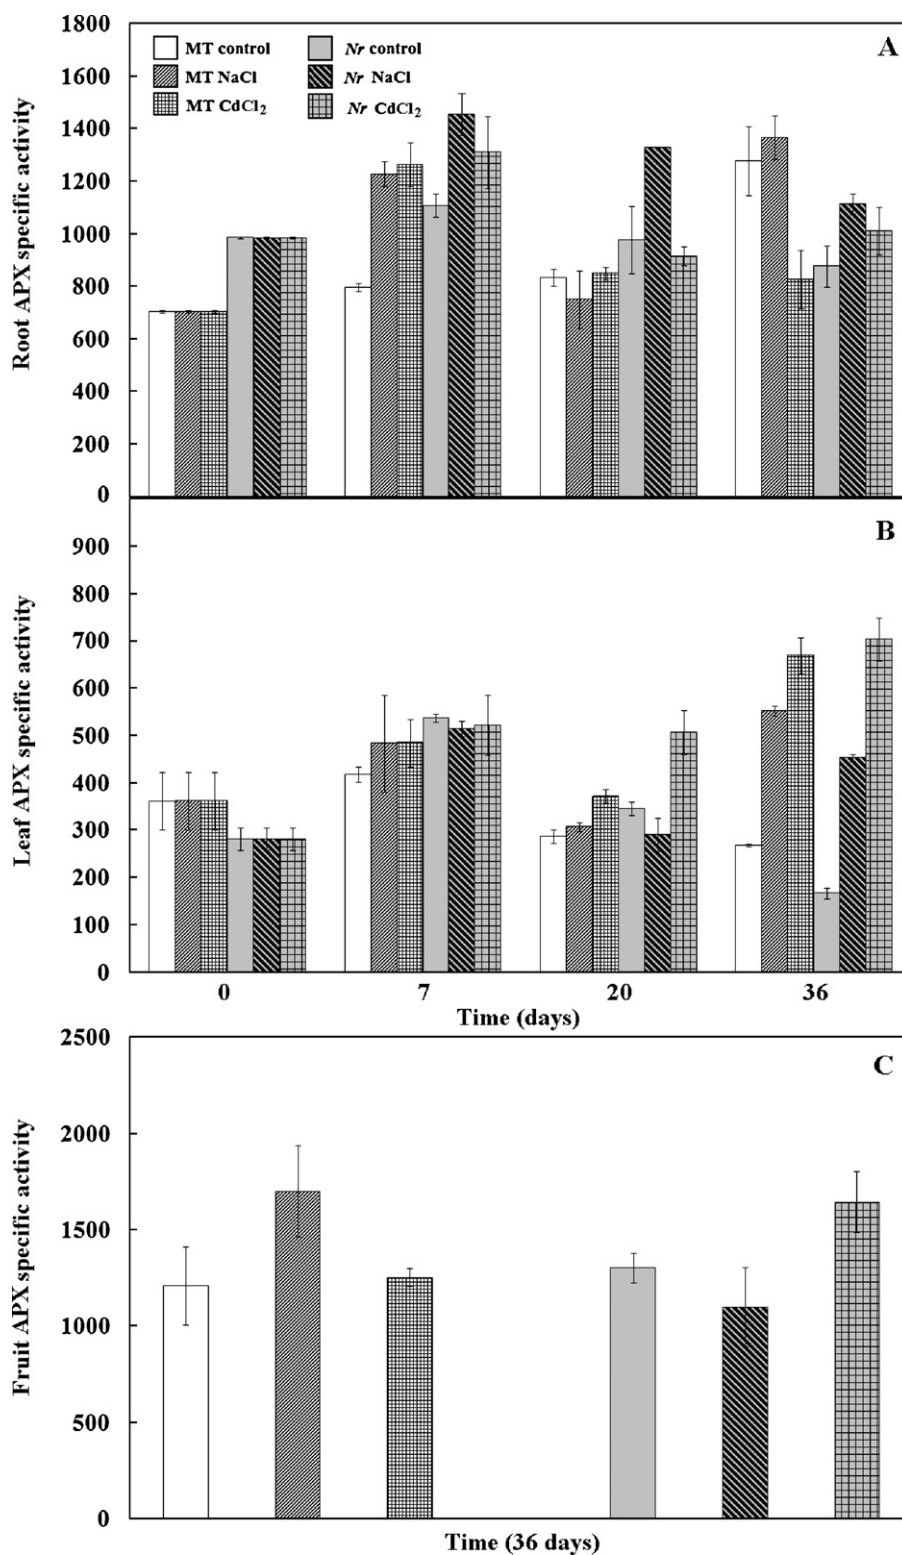 1800
1600
1400
1200
1000
800
600
400
200
0
Root APX specific activity
MT control
Nr control
MT NaCl
Nr NaCl
MT CdCl₂
Nr CdCl₂
A
900
800
700
600
500
400
300
200
100
0
Leaf APX specific activity
B
0 7 20 36
Time (days)
2500
2000
1500
1000
500
0
Fruit APX specific activity
C
Time (36 days)